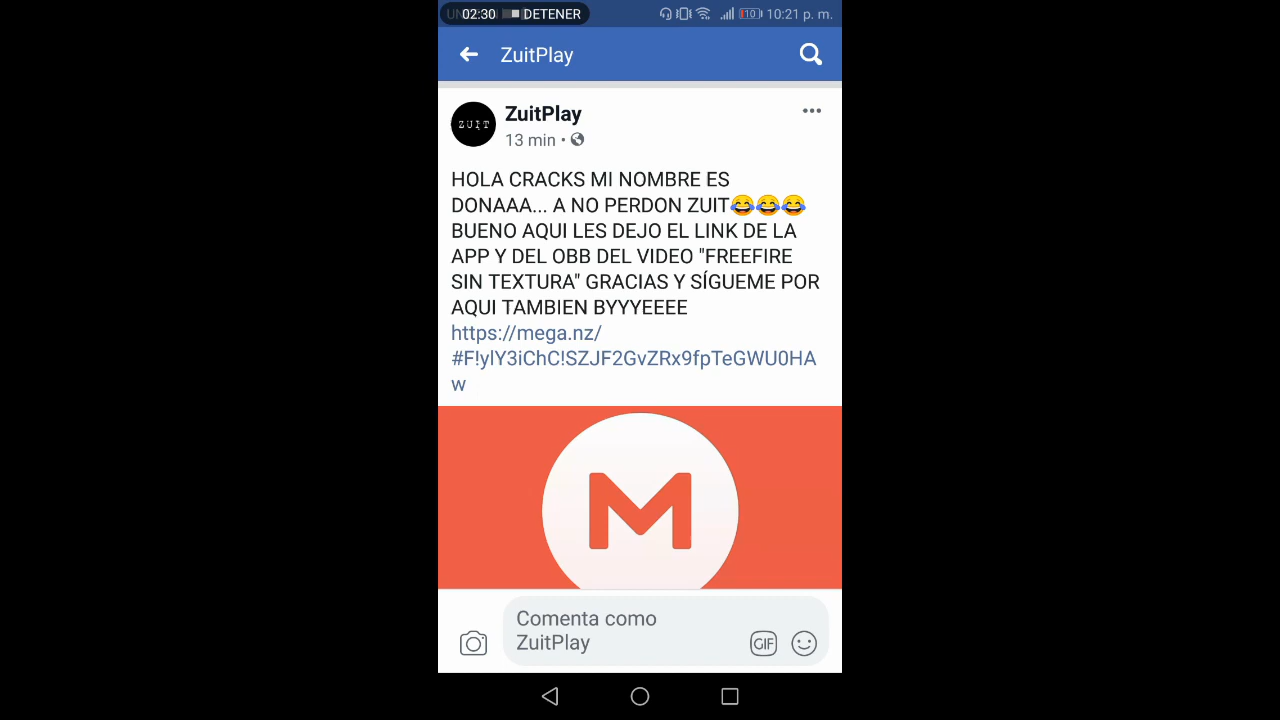 02:30 DETENER 10 10:21 p. m.
ZuitPlay
ZUIT
ZuitPlay
13 min •
HOLA CRACKS MI NOMBRE ES
DONAAA... A NO PERDON ZUIT😂😂😂
BUENO AQUI LES DEJO EL LINK DE LA
APP Y DEL OBB DEL VIDEO "FREEFIRE
SIN TEXTURA" GRACIAS Y SÍGUEME POR
AQUI TAMBIEN BYYYEEEE
https://mega.nz/
#F!ylY3iChC!SZJF2GvZRx9fpTeGWU0HA
w
M
Comenta como
ZuitPlay
GIF